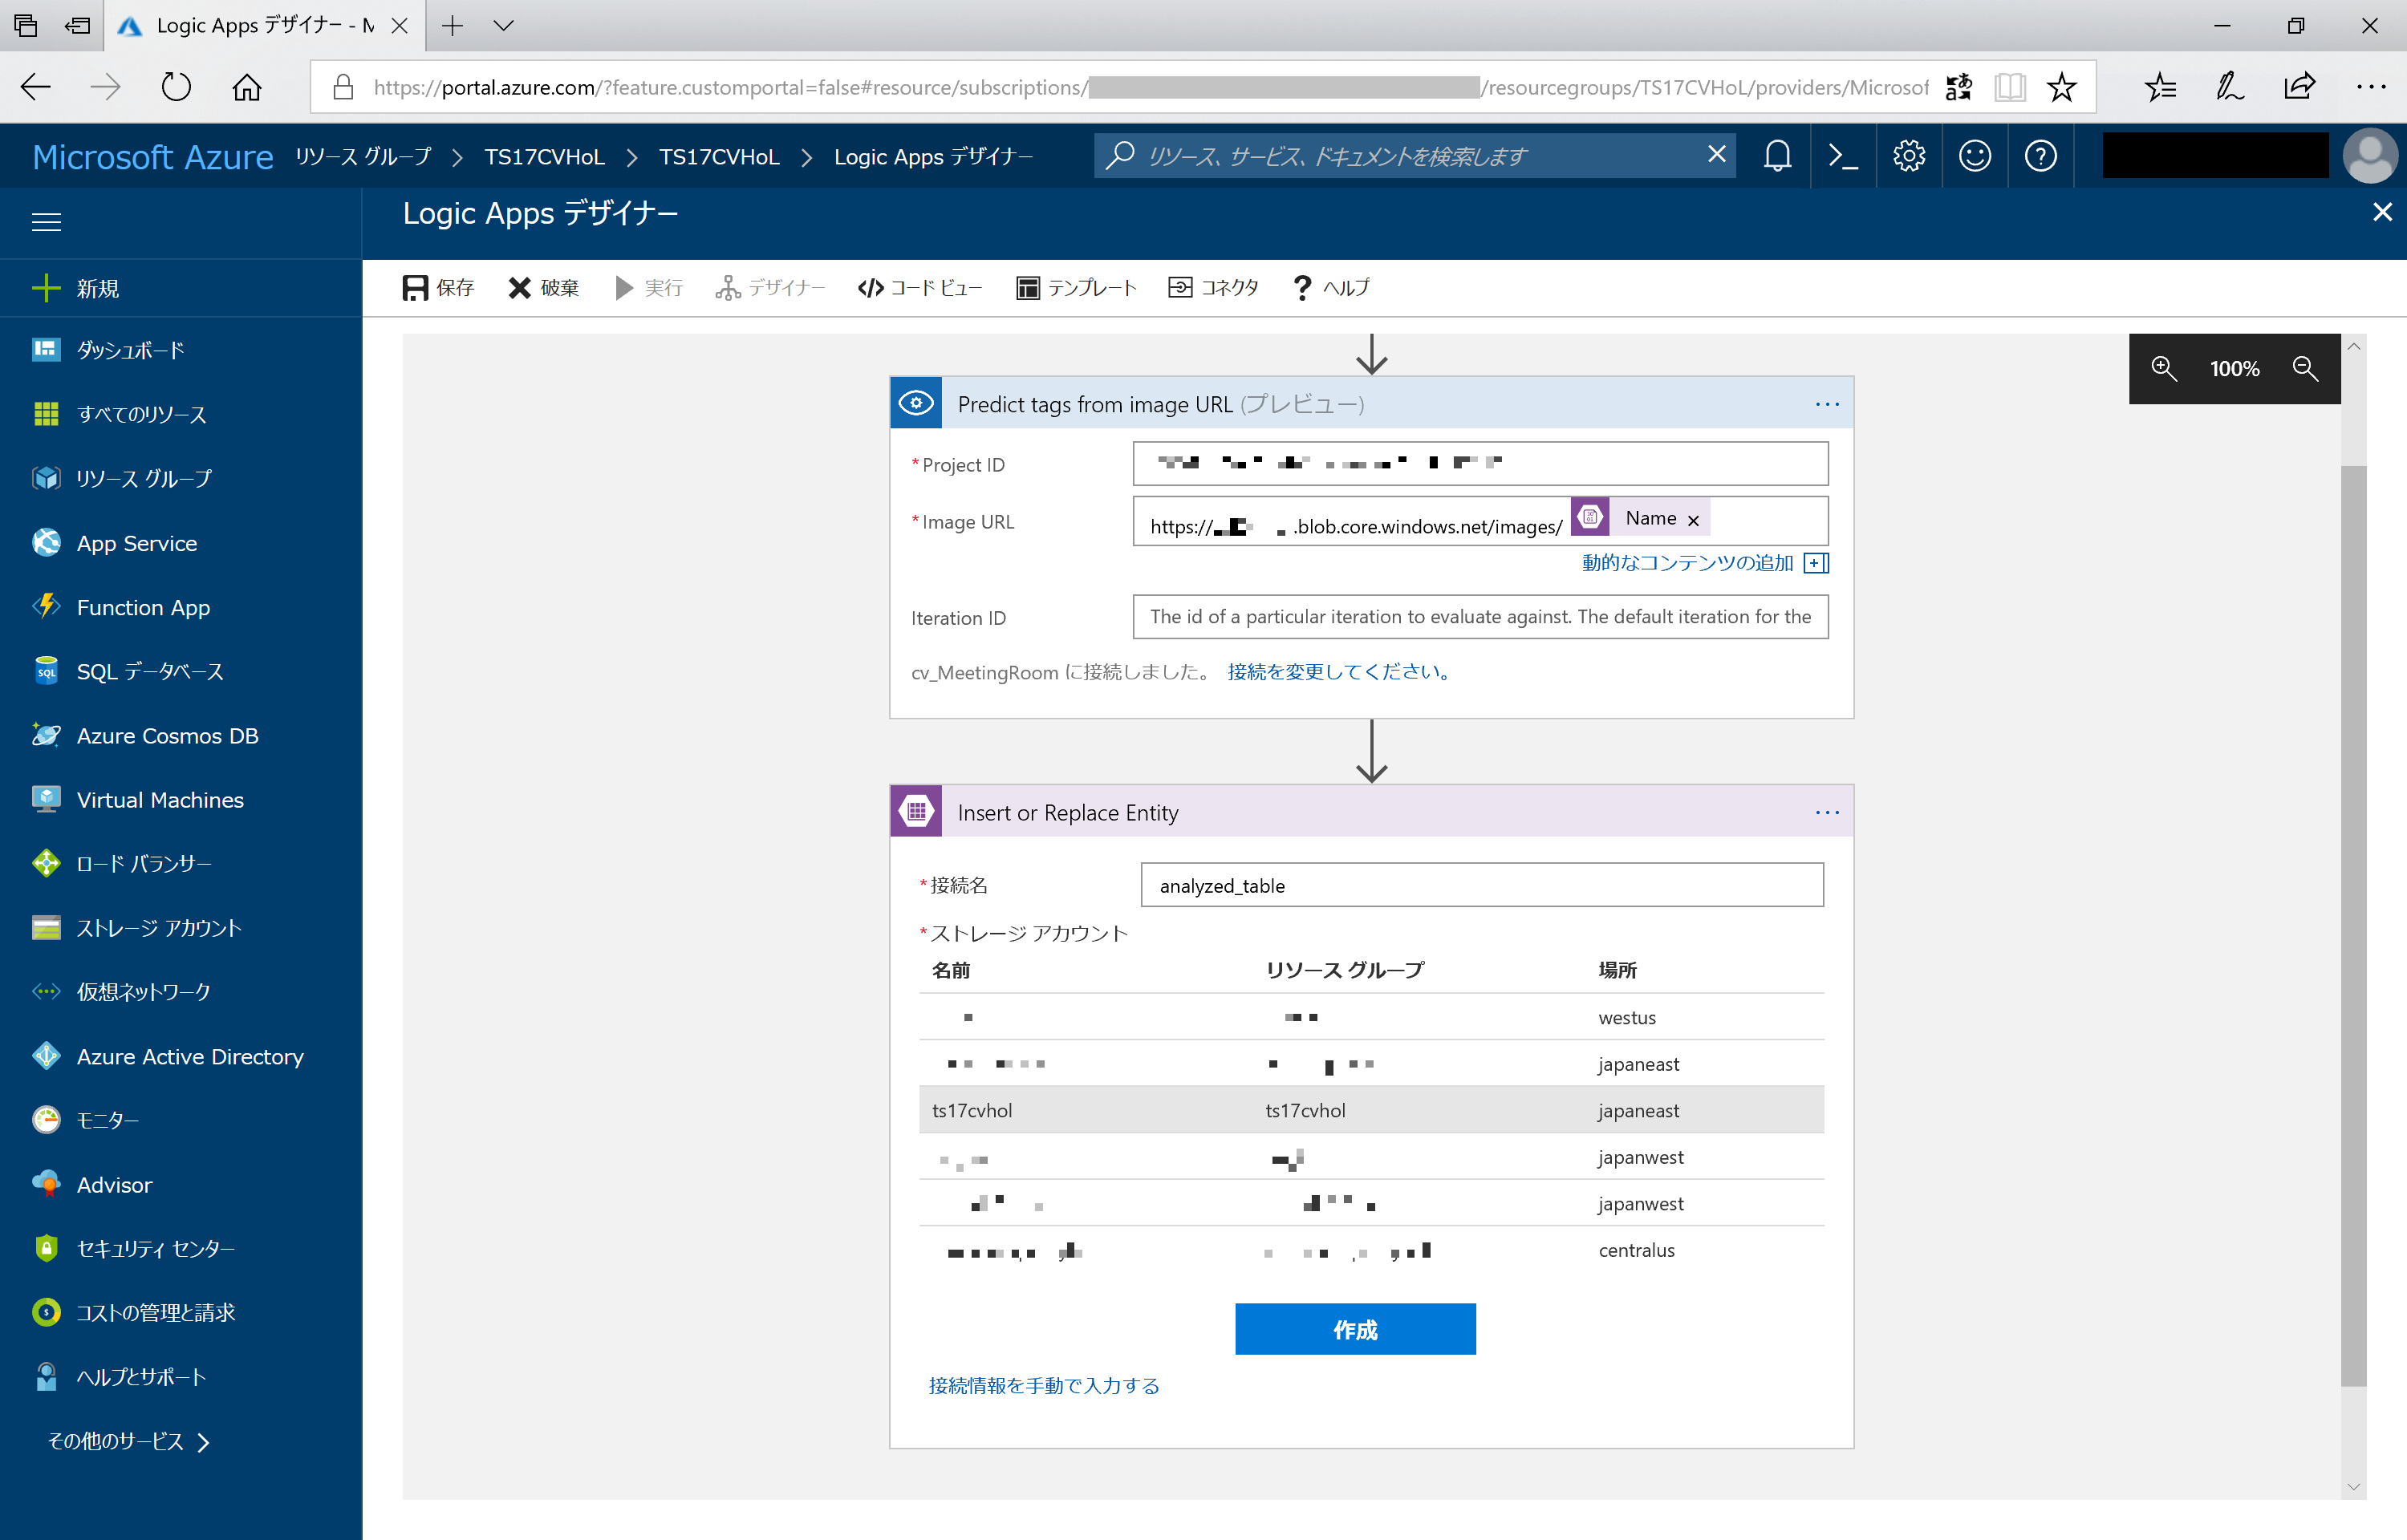 Logic Apps デザイナー - M
https://portal.azure.com/?feature.customportal=false#resource/subscriptions/ /resourcegroups/TS17CVHoL/providers/Microsof
Microsoft Azure リソース グループ > TS17CVHoL > TS17CVHoL > Logic Apps デザイナー
リソース、サービス、ドキュメントを検索します
Logic Apps デザイナー
新規
ダッシュボード
すべてのリソース
リソース グループ
App Service
Function App
SQL データベース
Azure Cosmos DB
Virtual Machines
ロード バランサー
ストレージ アカウント
仮想ネットワーク
Azure Active Directory
モニター
Advisor
セキュリティ センター
コストの管理と請求
ヘルプとサポート
その他のサービス >
保存 破棄 実行 デザイナー コード ビュー テンプレート コネクタ ? ヘルプ
100%
Predict tags from image URL (プレビュー) ...
* Project ID
* Image URL https:// .blob.core.windows.net/images/ Name ×
動的なコンテンツの追加
Iteration ID The id of a particular iteration to evaluate against. The default iteration for the
cv_MeetingRoom に接続しました。 接続を変更してください。
Insert or Replace Entity ...
* 接続名 analyzed_table
* ストレージ アカウント
名前 リソース グループ 場所
westus
japaneast
ts17cvhol ts17cvhol japaneast
japanwest
japanwest
centralus
作成
接続情報を手動で入力する